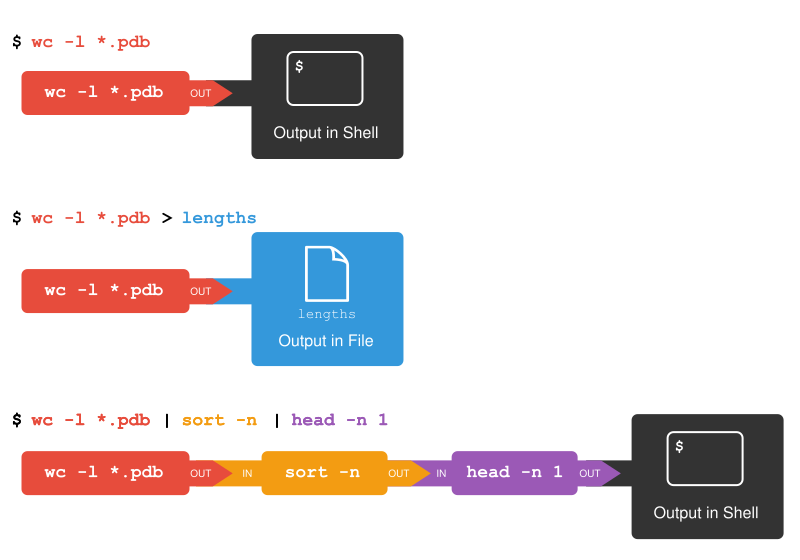 $ wc -l *.pdb
wc -l *.pdb OUT
$
Output in Shell
$ wc -l *.pdb > lengths
wc -l *.pdb OUT
lengths
Output in File
$ wc -l *.pdb | sort -n | head -n 1
wc -l *.pdb OUT IN sort -n OUT IN head -n 1 OUT
$
Output in Shell